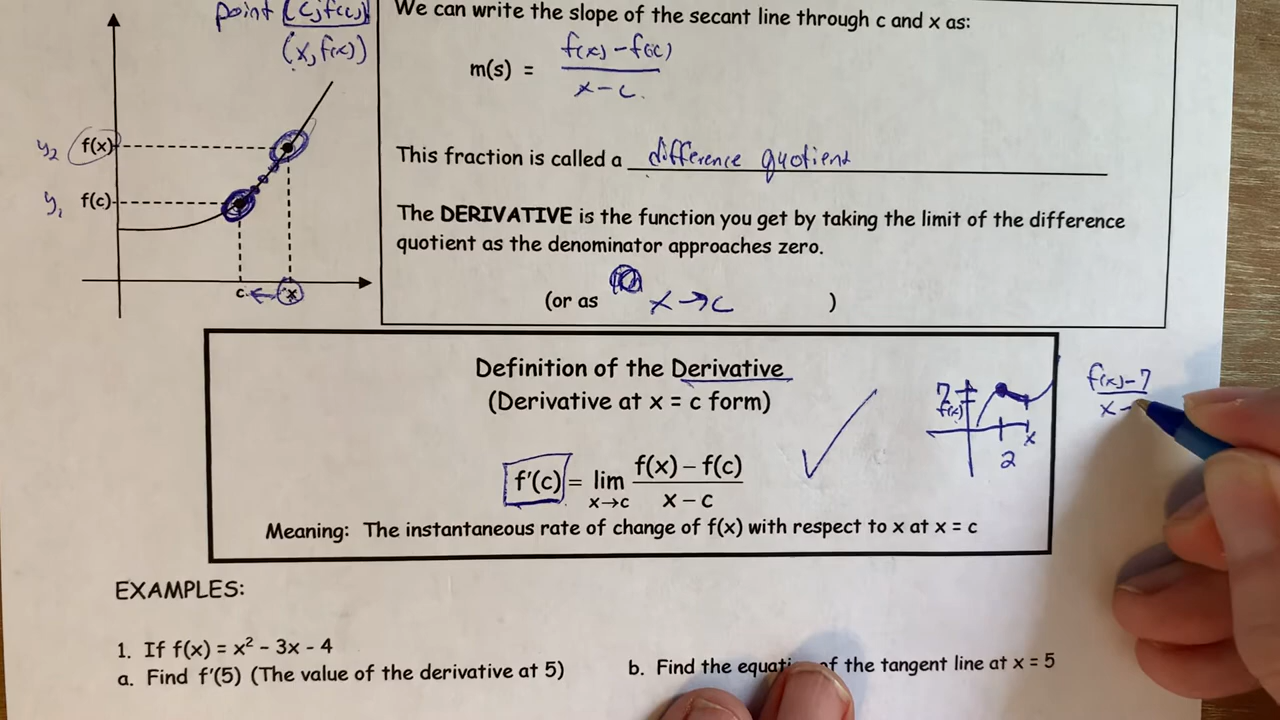 point (c, f(c))
(x, f(x))
y₂ f(x)
y₁ f(c)
c ← x
We can write the slope of the secant line through c and x as:
m(s) = f(x) - f(c) / x - c.
This fraction is called a difference quotient
The DERIVATIVE is the function you get by taking the limit of the difference
quotient as the denominator approaches zero.
(or as x → c )
Definition of the Derivative
(Derivative at x = c form)
f'(c) = lim x→c f(x) - f(c) / x - c
Meaning: The instantaneous rate of change of f(x) with respect to x at x = c
7
f(x)
x
2
f(x) - 7
x -
EXAMPLES:
1. If f(x) = x² - 3x - 4
a. Find f'(5) (The value of the derivative at 5)
b. Find the equation of the tangent line at x = 5